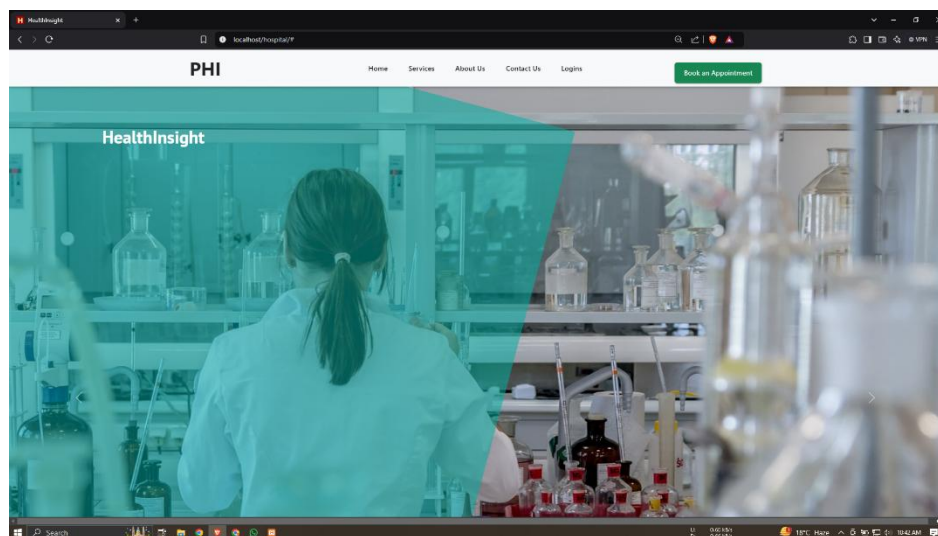 HealthInsight
localhost/hospital/#
VPN
PHI
Home Services About Us Contact Us Logins
Book an Appointment
HealthInsight
Search
18°C Haze
10:42 AM